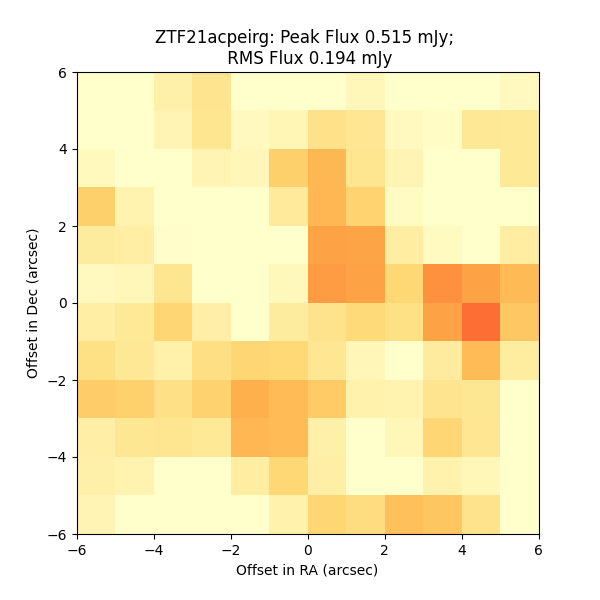 ZTF21acpeirg: Peak Flux 0.515 mJy;
RMS Flux 0.194 mJy
6
4
2
0
−2
−4
−6
Offset in Dec (arcsec)
−6 −4 −2 0 2 4 6
Offset in RA (arcsec)